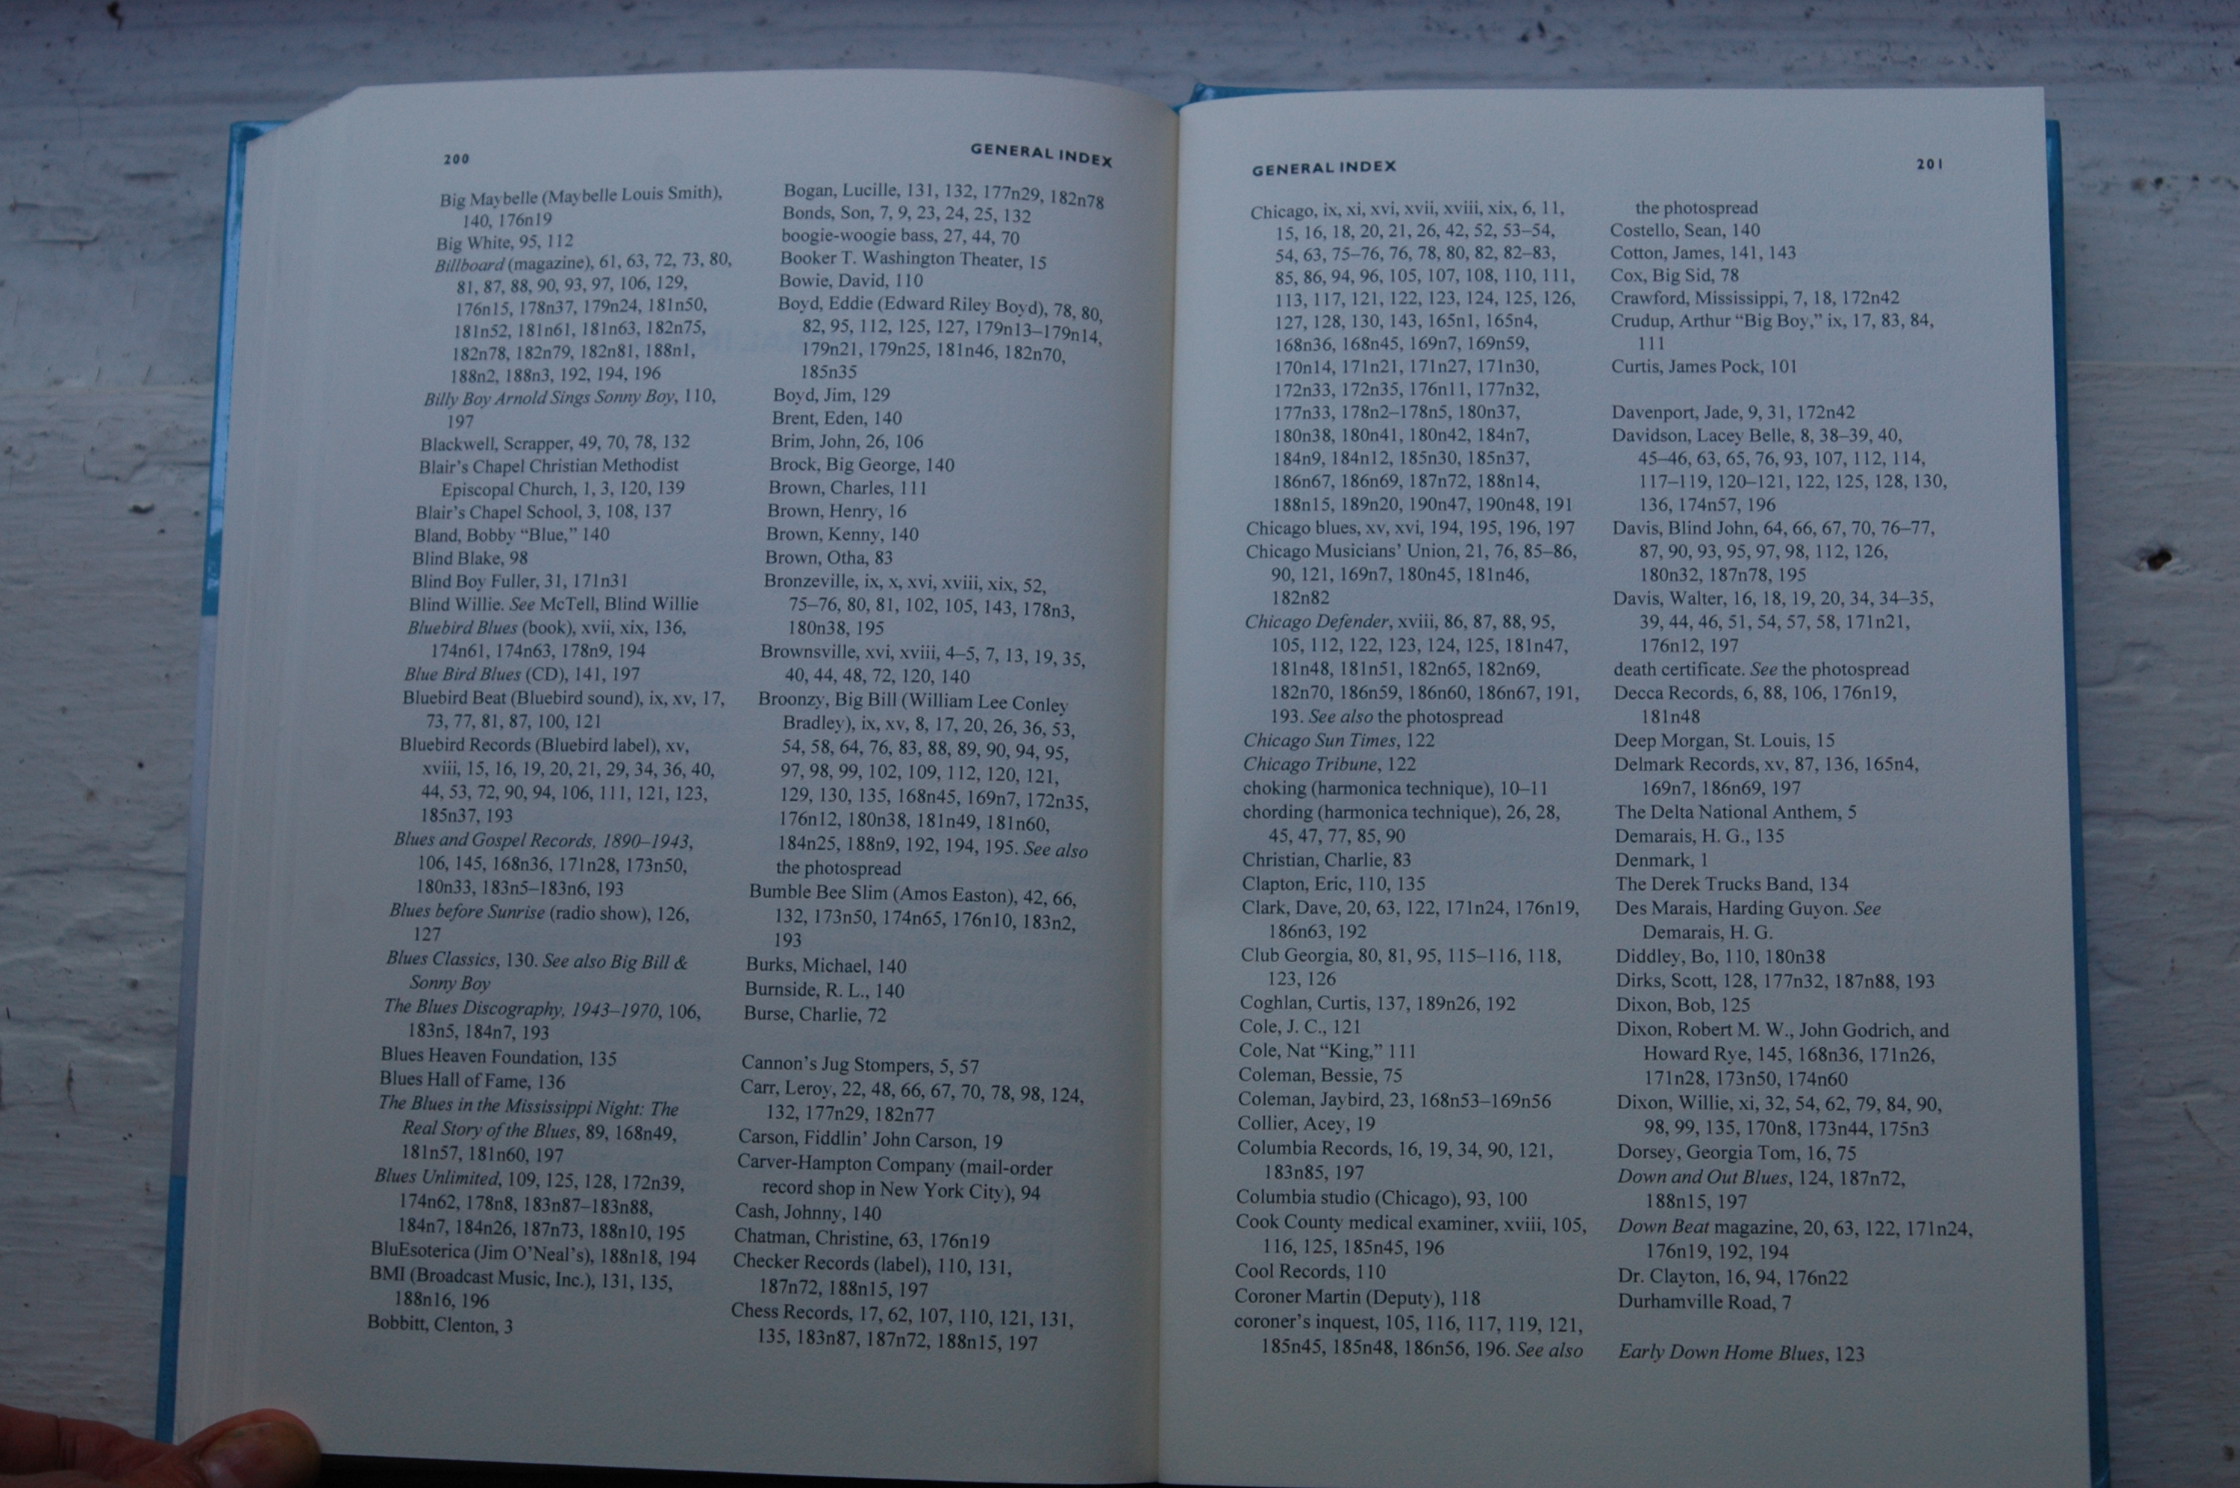 200
GENERAL INDEX
Big Maybelle (Maybelle Louis Smith),
140, 176n19
Big White, 95, 112
Billboard (magazine), 61, 63, 72, 73, 80,
81, 87, 88, 90, 93, 97, 106, 129,
176n15, 178n37, 179n24, 181n50,
181n52, 181n61, 181n63, 182n75,
182n78, 182n79, 182n81, 188n1,
188n2, 188n3, 192, 194, 196
Billy Boy Arnold Sings Sonny Boy, 110,
197
Blackwell, Scrapper, 49, 70, 78, 132
Blair's Chapel Christian Methodist
Episcopal Church, 1, 3, 120, 139
Blair's Chapel School, 3, 108, 137
Bland, Bobby “Blue,” 140
Blind Blake, 98
Blind Boy Fuller, 31, 171n31
Blind Willie. See McTell, Blind Willie
Bluebird Blues (book), xvii, xix, 136,
174n61, 174n63, 178n9, 194
Blue Bird Blues (CD), 141, 197
Bluebird Beat (Bluebird sound), ix, xv, 17,
73, 77, 81, 87, 100, 121
Bluebird Records (Bluebird label), xv,
xviii, 15, 16, 19, 20, 21, 29, 34, 36, 40,
44, 53, 72, 90, 94, 106, 111, 121, 123,
185n37, 193
Blues and Gospel Records, 1890–1943,
106, 145, 168n36, 171n28, 173n50,
180n33, 183n5–183n6, 193
Blues before Sunrise (radio show), 126,
127
Blues Classics, 130. See also Big Bill &
Sonny Boy
The Blues Discography, 1943–1970, 106,
183n5, 184n7, 193
Blues Heaven Foundation, 135
Blues Hall of Fame, 136
The Blues in the Mississippi Night: The
Real Story of the Blues, 89, 168n49,
181n57, 181n60, 197
Blues Unlimited, 109, 125, 128, 172n39,
174n62, 178n8, 183n87–183n88,
184n7, 184n26, 187n73, 188n10, 195
BluEsoterica (Jim O'Neal's), 188n18, 194
BMI (Broadcast Music, Inc.), 131, 135,
188n16, 196
Bobbitt, Clenton, 3
Bogan, Lucille, 131, 132, 177n29, 182n78
Bonds, Son, 7, 9, 23, 24, 25, 132
boogie-woogie bass, 27, 44, 70
Booker T. Washington Theater, 15
Bowie, David, 110
Boyd, Eddie (Edward Riley Boyd), 78, 80,
82, 95, 112, 125, 127, 179n13–179n14,
179n21, 179n25, 181n46, 182n70,
185n35
Boyd, Jim, 129
Brent, Eden, 140
Brim, John, 26, 106
Brock, Big George, 140
Brown, Charles, 111
Brown, Henry, 16
Brown, Kenny, 140
Brown, Otha, 83
Bronzeville, ix, x, xvi, xviii, xix, 52,
75–76, 80, 81, 102, 105, 143, 178n3,
180n38, 195
Brownsville, xvi, xviii, 4–5, 7, 13, 19, 35,
40, 44, 48, 72, 120, 140
Broonzy, Big Bill (William Lee Conley
Bradley), ix, xv, 8, 17, 20, 26, 36, 53,
54, 58, 64, 76, 83, 88, 89, 90, 94, 95,
97, 98, 99, 102, 109, 112, 120, 121,
129, 130, 135, 168n45, 169n7, 172n35,
176n12, 180n38, 181n49, 181n60,
184n25, 188n9, 192, 194, 195. See also
the photospread
Bumble Bee Slim (Amos Easton), 42, 66,
132, 173n50, 174n65, 176n10, 183n2,
193
Burks, Michael, 140
Burnside, R. L., 140
Burse, Charlie, 72
Cannon's Jug Stompers, 5, 57
Carr, Leroy, 22, 48, 66, 67, 70, 78, 98, 124,
132, 177n29, 182n77
Carson, Fiddlin' John Carson, 19
Carver-Hampton Company (mail-order
record shop in New York City), 94
Cash, Johnny, 140
Chatman, Christine, 63, 176n19
Checker Records (label), 110, 131,
187n72, 188n15, 197
Chess Records, 17, 62, 107, 110, 121, 131,
135, 183n87, 187n72, 188n15, 197
GENERAL INDEX
201
Chicago, ix, xi, xvi, xvii, xviii, xix, 6, 11,
15, 16, 18, 20, 21, 26, 42, 52, 53–54,
54, 63, 75–76, 76, 78, 80, 82, 82–83,
85, 86, 94, 96, 105, 107, 108, 110, 111,
113, 117, 121, 122, 123, 124, 125, 126,
127, 128, 130, 143, 165n1, 165n4,
168n36, 168n45, 169n7, 169n59,
170n14, 171n21, 171n27, 171n30,
172n33, 172n35, 176n11, 177n32,
177n33, 178n2–178n5, 180n37,
180n38, 180n41, 180n42, 184n7,
184n9, 184n12, 185n30, 185n37,
186n67, 186n69, 187n72, 188n14,
188n15, 189n20, 190n47, 190n48, 191
Chicago blues, xv, xvi, 194, 195, 196, 197
Chicago Musicians' Union, 21, 76, 85–86,
90, 121, 169n7, 180n45, 181n46,
182n82
Chicago Defender, xviii, 86, 87, 88, 95,
105, 112, 122, 123, 124, 125, 181n47,
181n48, 181n51, 182n65, 182n69,
182n70, 186n59, 186n60, 186n67, 191,
193. See also the photospread
Chicago Sun Times, 122
Chicago Tribune, 122
choking (harmonica technique), 10–11
chording (harmonica technique), 26, 28,
45, 47, 77, 85, 90
Christian, Charlie, 83
Clapton, Eric, 110, 135
Clark, Dave, 20, 63, 122, 171n24, 176n19,
186n63, 192
Club Georgia, 80, 81, 95, 115–116, 118,
123, 126
Coghlan, Curtis, 137, 189n26, 192
Cole, J. C., 121
Cole, Nat “King,” 111
Coleman, Bessie, 75
Coleman, Jaybird, 23, 168n53–169n56
Collier, Acey, 19
Columbia Records, 16, 19, 34, 90, 121,
183n85, 197
Columbia studio (Chicago), 93, 100
Cook County medical examiner, xviii, 105,
116, 125, 185n45, 196
Cool Records, 110
Coroner Martin (Deputy), 118
coroner's inquest, 105, 116, 117, 119, 121,
185n45, 185n48, 186n56, 196. See also
the photospread
Costello, Sean, 140
Cotton, James, 141, 143
Cox, Big Sid, 78
Crawford, Mississippi, 7, 18, 172n42
Crudup, Arthur “Big Boy,” ix, 17, 83, 84,
111
Curtis, James Pock, 101
Davenport, Jade, 9, 31, 172n42
Davidson, Lacey Belle, 8, 38–39, 40,
45–46, 63, 65, 76, 93, 107, 112, 114,
117–119, 120–121, 122, 125, 128, 130,
136, 174n57, 196
Davis, Blind John, 64, 66, 67, 70, 76–77,
87, 90, 93, 95, 97, 98, 112, 126,
180n32, 187n78, 195
Davis, Walter, 16, 18, 19, 20, 34, 34–35,
39, 44, 46, 51, 54, 57, 58, 171n21,
176n12, 197
death certificate. See the photospread
Decca Records, 6, 88, 106, 176n19,
181n48
Deep Morgan, St. Louis, 15
Delmark Records, xv, 87, 136, 165n4,
169n7, 186n69, 197
The Delta National Anthem, 5
Demarais, H. G., 135
Denmark, 1
The Derek Trucks Band, 134
Des Marais, Harding Guyon. See
Demarais, H. G.
Diddley, Bo, 110, 180n38
Dirks, Scott, 128, 177n32, 187n88, 193
Dixon, Bob, 125
Dixon, Robert M. W., John Godrich, and
Howard Rye, 145, 168n36, 171n26,
171n28, 173n50, 174n60
Dixon, Willie, xi, 32, 54, 62, 79, 84, 90,
98, 99, 135, 170n8, 173n44, 175n3
Dorsey, Georgia Tom, 16, 75
Down and Out Blues, 124, 187n72,
188n15, 197
Down Beat magazine, 20, 63, 122, 171n24,
176n19, 192, 194
Dr. Clayton, 16, 94, 176n22
Durhamville Road, 7
Early Down Home Blues, 123